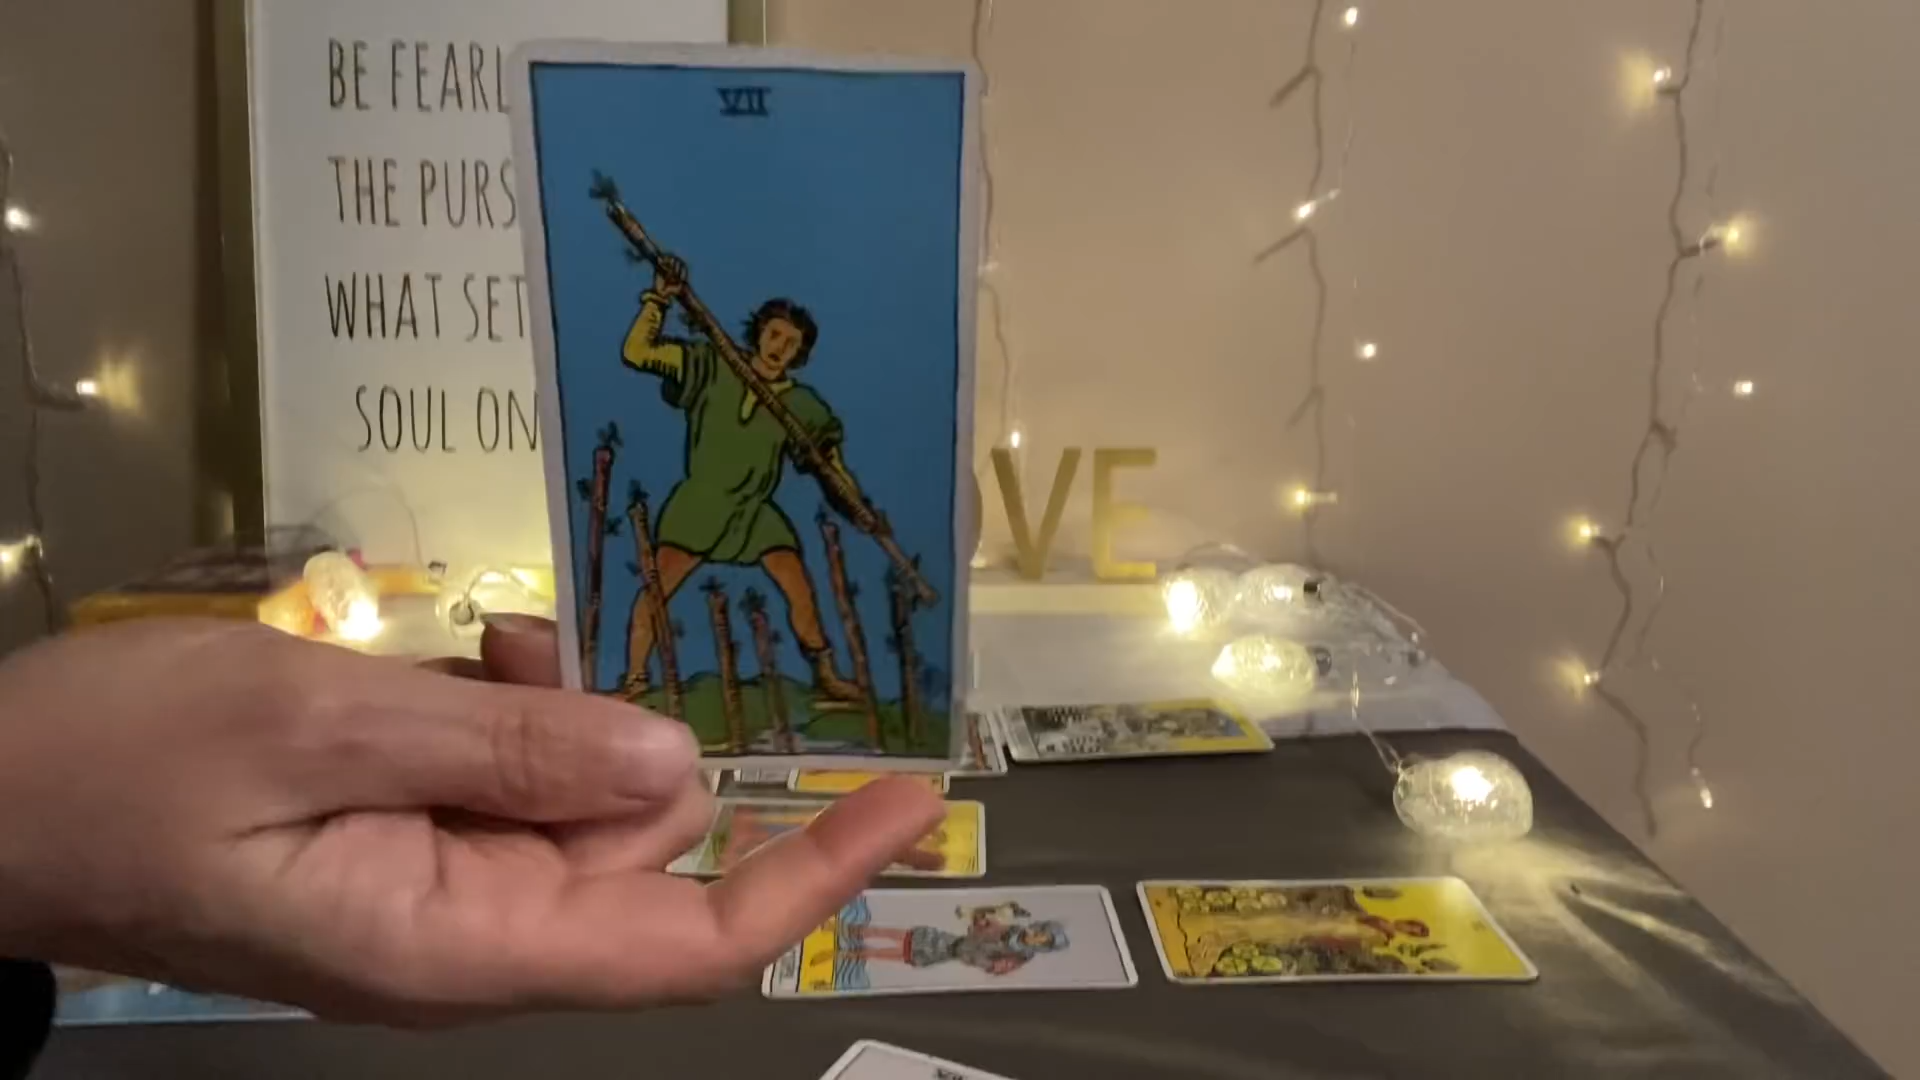 BE FEARL
THE PURS
WHAT SET
SOUL ON
VII
VE